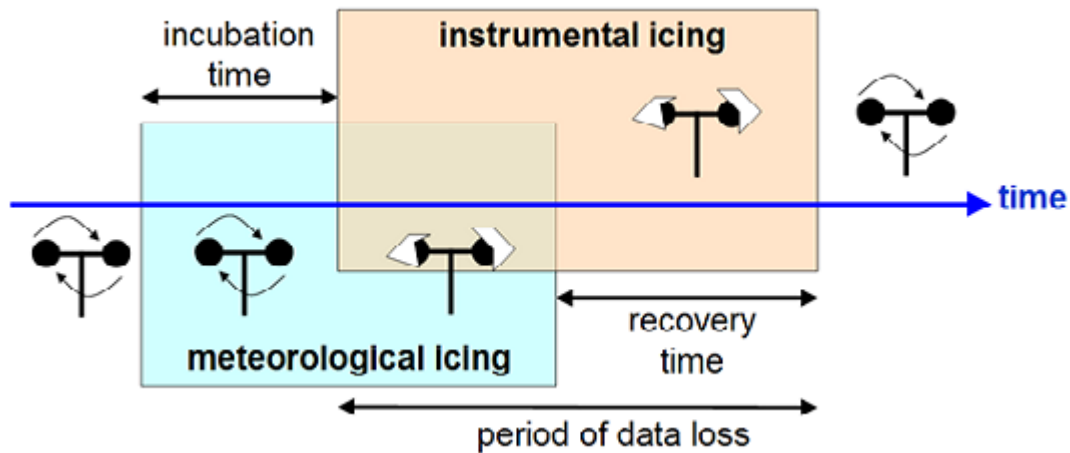 incubation
time
instrumental icing
time
meteorological icing
recovery
time
period of data loss